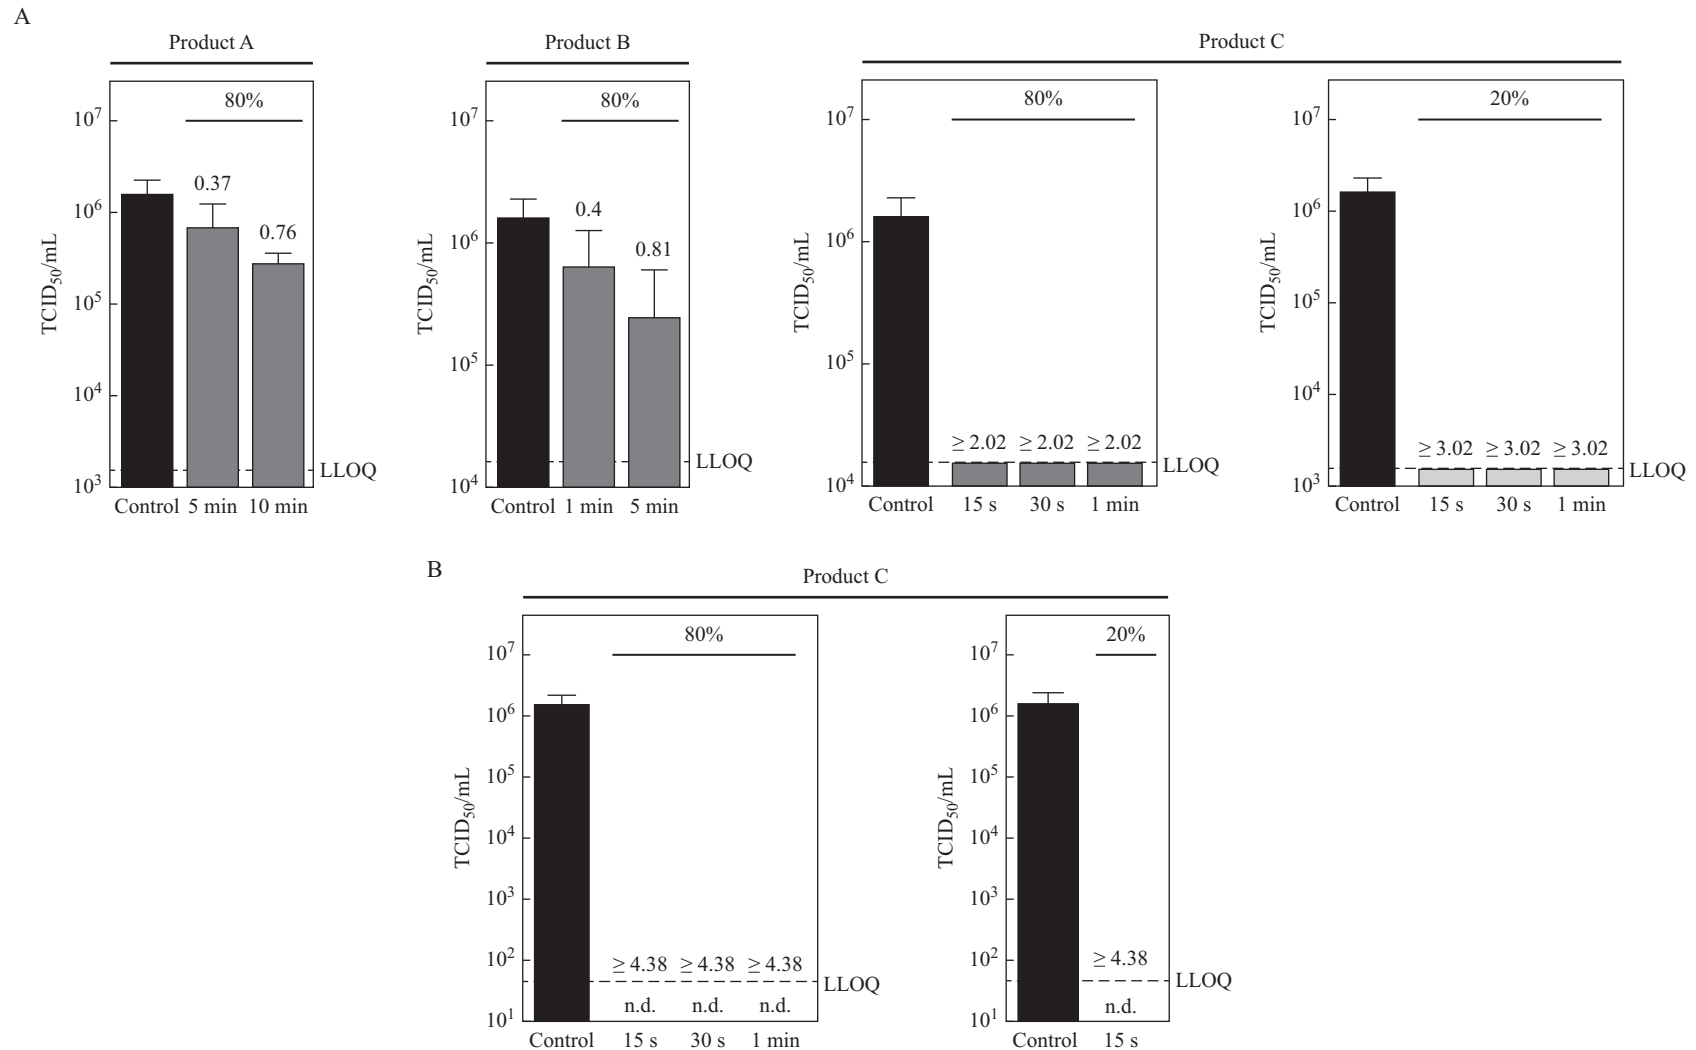 A
Product A
80%
10⁷
10⁶
10⁵
10⁴
10³
TCID₅₀/mL
0.37
0.76
LLOQ
Control 5 min 10 min
Product B
80%
10⁷
10⁶
10⁵
10⁴
TCID₅₀/mL
0.4
0.81
LLOQ
Control 1 min 5 min
Product C
80%
10⁷
10⁶
10⁵
10⁴
TCID₅₀/mL
≥ 2.02 ≥ 2.02 ≥ 2.02
LLOQ
Control 15 s 30 s 1 min
20%
10⁷
10⁶
10⁵
10⁴
10³
TCID₅₀/mL
≥ 3.02 ≥ 3.02 ≥ 3.02
LLOQ
Control 15 s 30 s 1 min
B
Product C
80%
10⁷
10⁶
10⁵
10⁴
10³
10²
10¹
TCID₅₀/mL
≥ 4.38 ≥ 4.38 ≥ 4.38
LLOQ
n.d. n.d. n.d.
Control 15 s 30 s 1 min
20%
10⁷
10⁶
10⁵
10⁴
10³
10²
10¹
TCID₅₀/mL
≥ 4.38
LLOQ
n.d.
Control 15 s